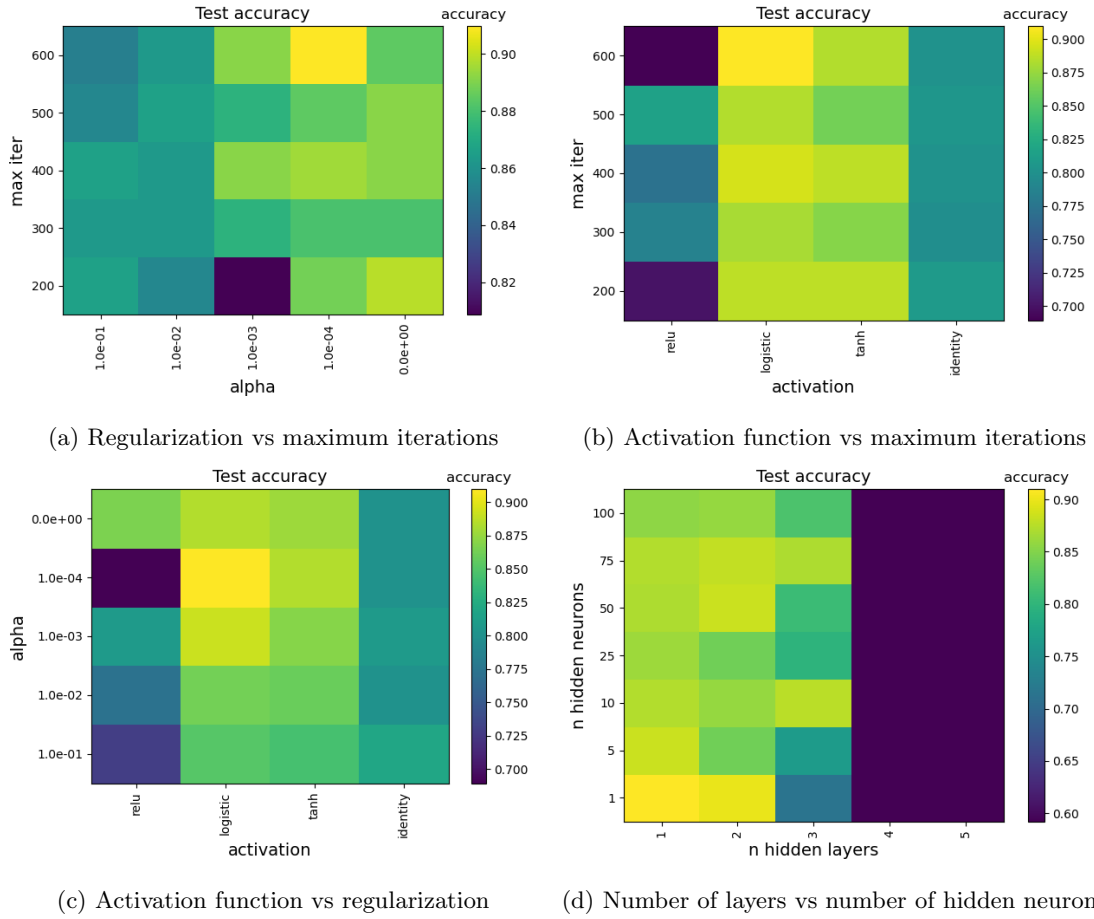 Test accuracy
accuracy
max iter
600
500
400
300
200
0.90
0.88
0.86
0.84
0.82
1.0e-01
1.0e-02
1.0e-03
1.0e-04
0.0e+00
alpha
(a) Regularization vs maximum iterations
Test accuracy
accuracy
max iter
600
500
400
300
200
0.900
0.875
0.850
0.825
0.800
0.775
0.750
0.725
0.700
relu
logistic
tanh
identity
activation
(b) Activation function vs maximum iterations
Test accuracy
accuracy
alpha
0.0e+00
1.0e-04
1.0e-03
1.0e-02
1.0e-01
0.900
0.875
0.850
0.825
0.800
0.775
0.750
0.725
0.700
relu
logistic
tanh
identity
activation
(c) Activation function vs regularization
Test accuracy
accuracy
n hidden neurons
100
75
50
25
10
5
1
0.90
0.85
0.80
0.75
0.70
0.65
0.60
1
2
3
4
5
n hidden layers
(d) Number of layers vs number of hidden neuron